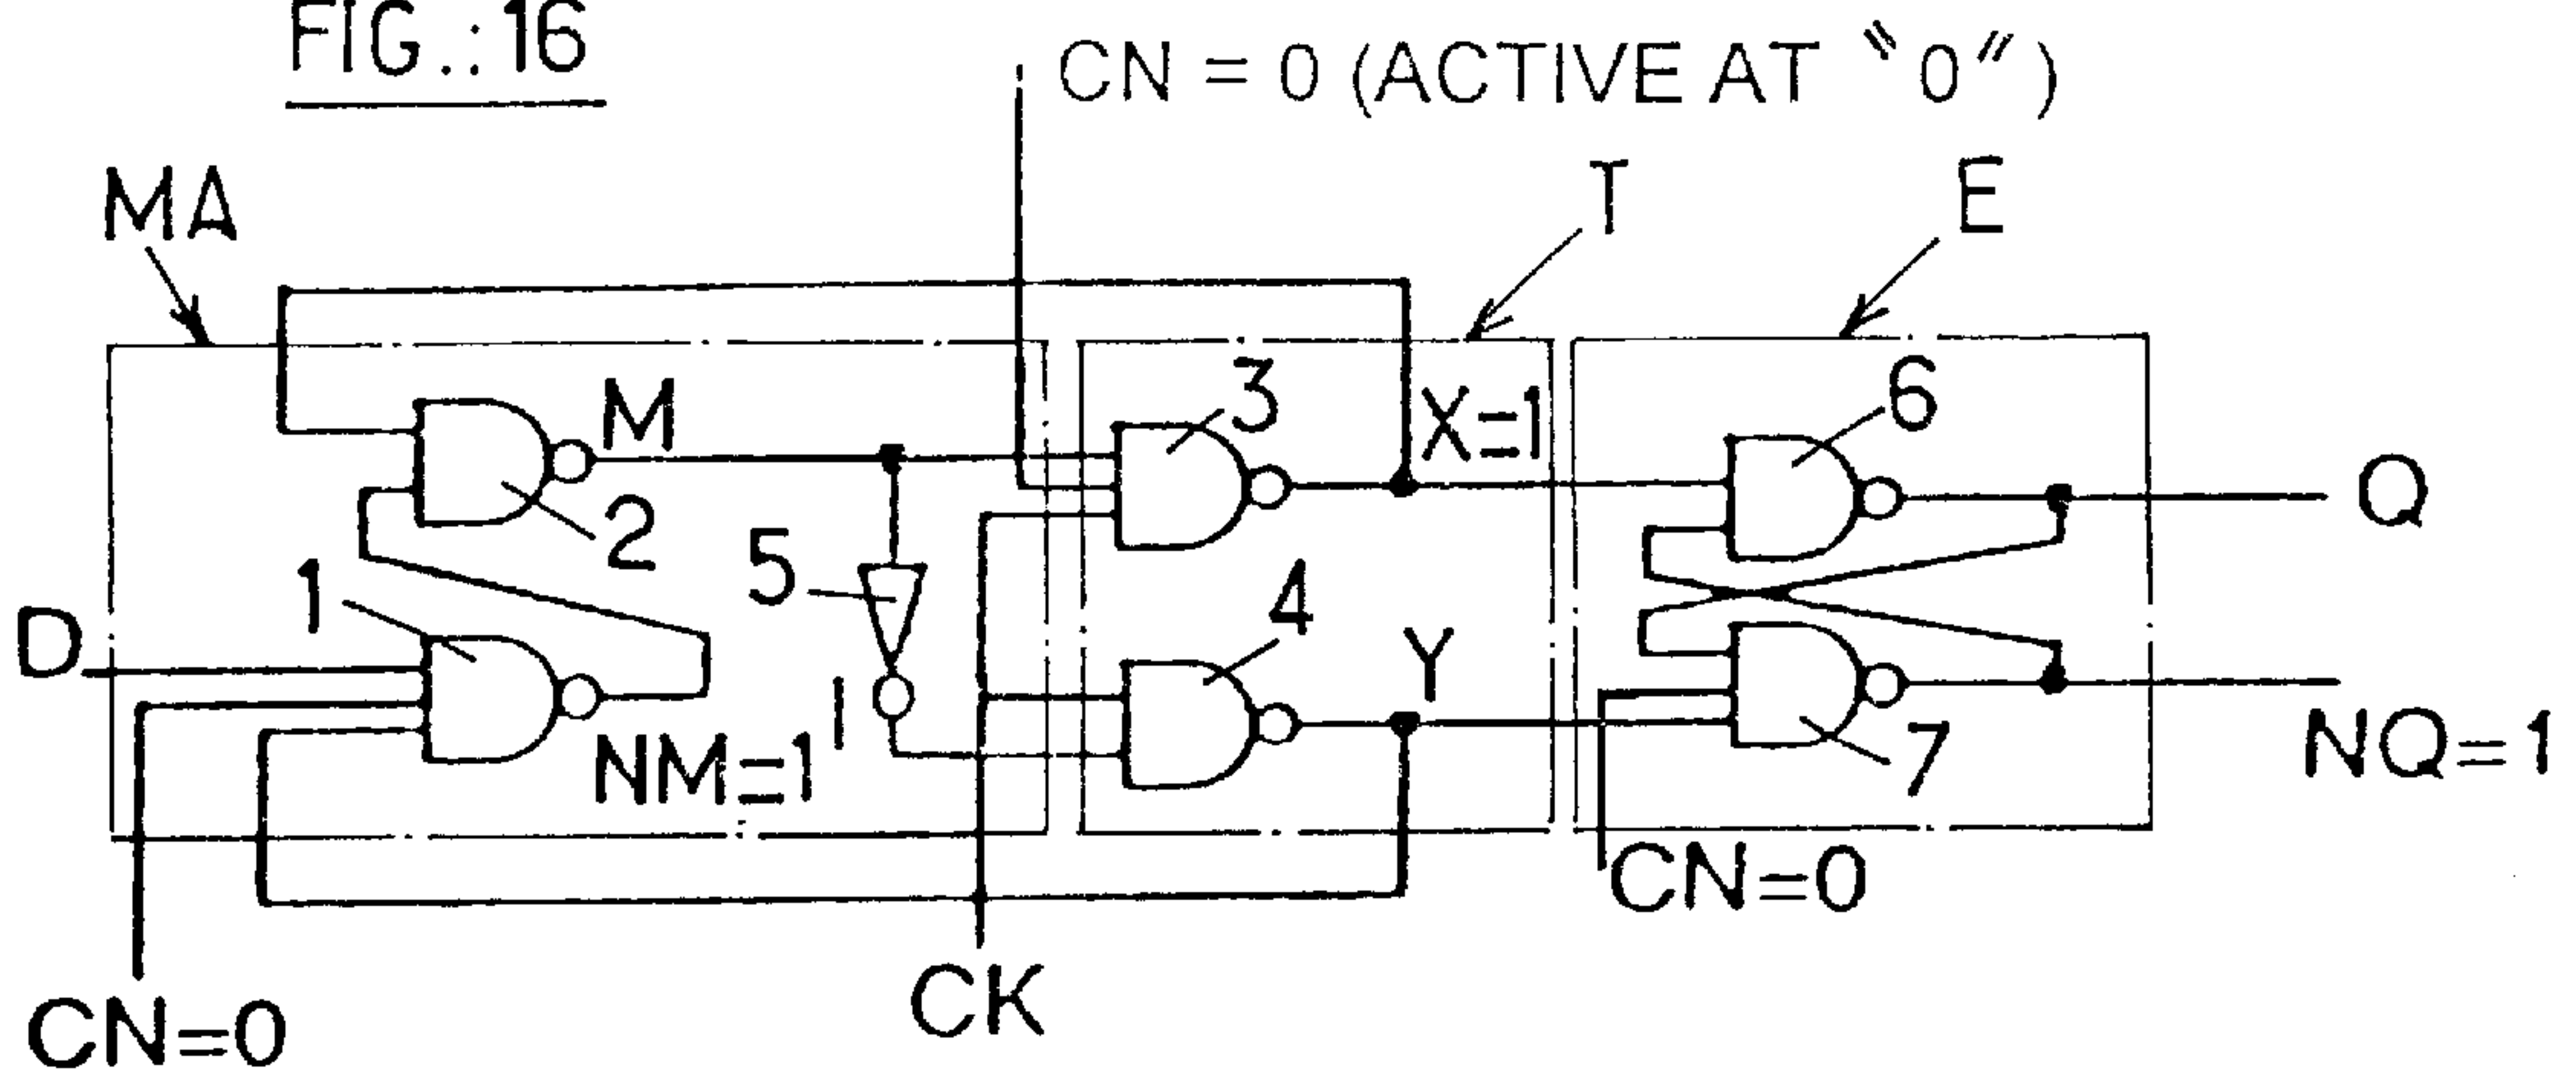 FIG.:16
CN = 0 (ACTIVE AT "0")
MA
T
E
M
3
X=1
6
Q
2
5
1
I
4
D
Y
NM=1
7
NQ=1
CN=0
CN=0
CK